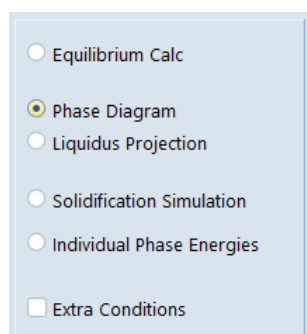 Equilibrium Calc
Phase Diagram
Liquidus Projection
Solidification Simulation
Individual Phase Energies
Extra Conditions